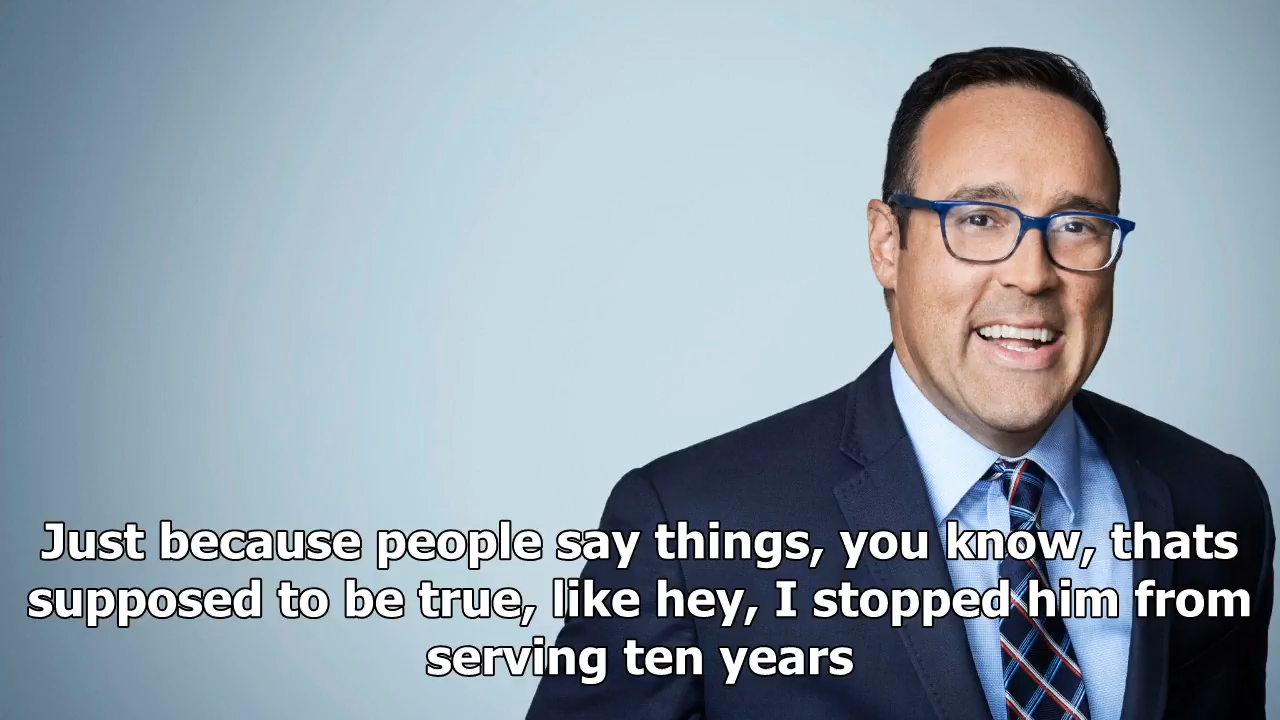 Just because people say things, you know, thats
supposed to be true, like hey, I stopped him from
serving ten years